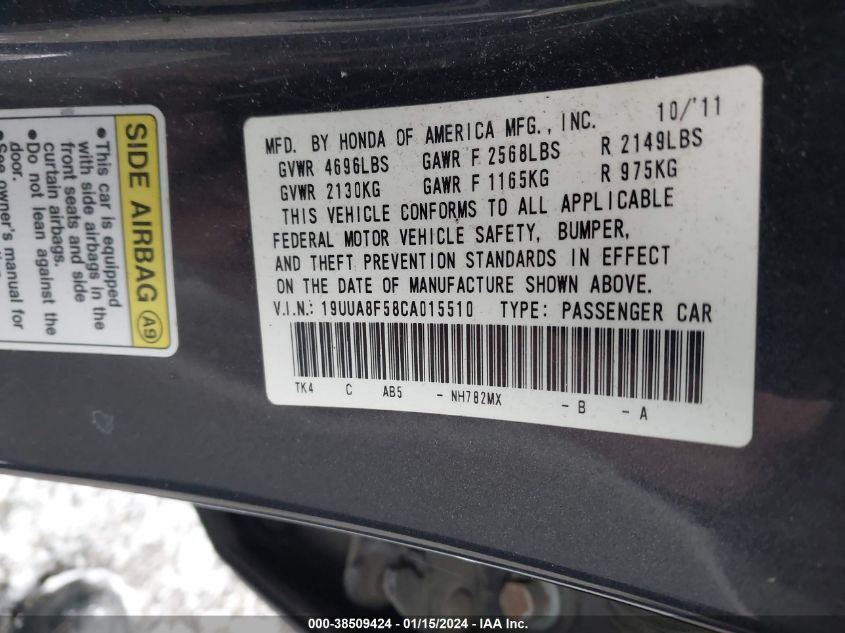 MFD. BY HONDA OF AMERICA MFG., INC. 10/'11
GVWR 4696LBS GAWR F 2568LBS R 2149LBS
GVWR 2130KG GAWR F 1165KG R 975KG
THIS VEHICLE CONFORMS TO ALL APPLICABLE
FEDERAL MOTOR VEHICLE SAFETY, BUMPER,
AND THEFT PREVENTION STANDARDS IN EFFECT
ON THE DATE OF MANUFACTURE SHOWN ABOVE.
V.I.N.: 19UUA8F58CA015510 TYPE: PASSENGER CAR
TK4 C AB5 - NH782MX - B - A
SIDE AIRBAG A9
•This car is equipped
with side airbags in the
front seats and side
curtain airbags.
•Do not lean against the
door.
•See owner's manual for
000-38509424 - 01/15/2024 - IAA Inc.